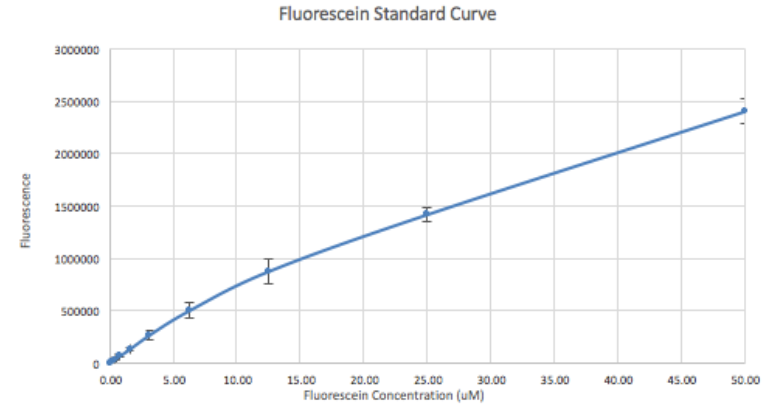 Fluorescein Standard Curve
3000000
2500000
2000000
1500000
1000000
500000
0
Fluorescence
0.00 5.00 10.00 15.00 20.00 25.00 30.00 35.00 40.00 45.00 50.00
Fluorescein Concentration (uM)